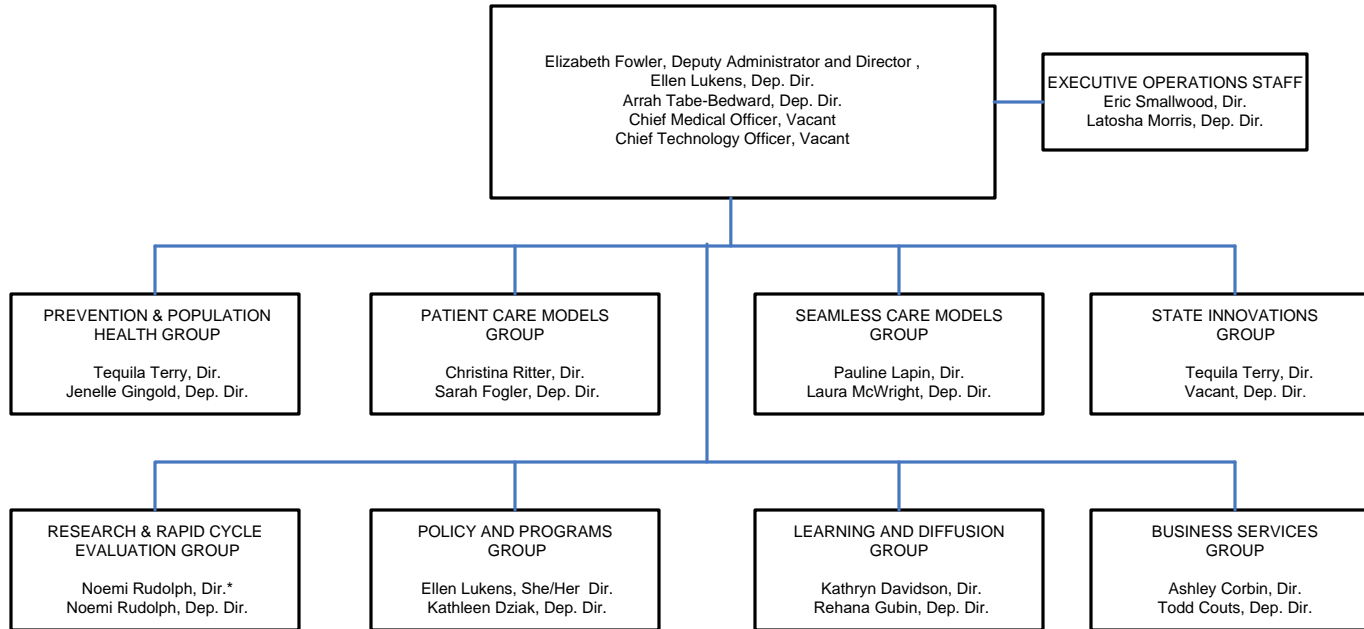 Elizabeth Fowler, Deputy Administrator and Director ,
Ellen Lukens, Dep. Dir.
Arrah Tabe-Bedward, Dep. Dir.
Chief Medical Officer, Vacant
Chief Technology Officer, Vacant
EXECUTIVE OPERATIONS STAFF
Eric Smallwood, Dir.
Latosha Morris, Dep. Dir.
PREVENTION & POPULATION
HEALTH GROUP
Tequila Terry, Dir.
Jenelle Gingold, Dep. Dir.
PATIENT CARE MODELS
GROUP
Christina Ritter, Dir.
Sarah Fogler, Dep. Dir.
SEAMLESS CARE MODELS
GROUP
Pauline Lapin, Dir.
Laura McWright, Dep. Dir.
STATE INNOVATIONS
GROUP
Tequila Terry, Dir.
Vacant, Dep. Dir.
RESEARCH & RAPID CYCLE
EVALUATION GROUP
Noemi Rudolph, Dir.*
Noemi Rudolph, Dep. Dir.
POLICY AND PROGRAMS
GROUP
Ellen Lukens, She/Her Dir.
Kathleen Dziak, Dep. Dir.
LEARNING AND DIFFUSION
GROUP
Kathryn Davidson, Dir.
Rehana Gubin, Dep. Dir.
BUSINESS SERVICES
GROUP
Ashley Corbin, Dir.
Todd Couts, Dep. Dir.